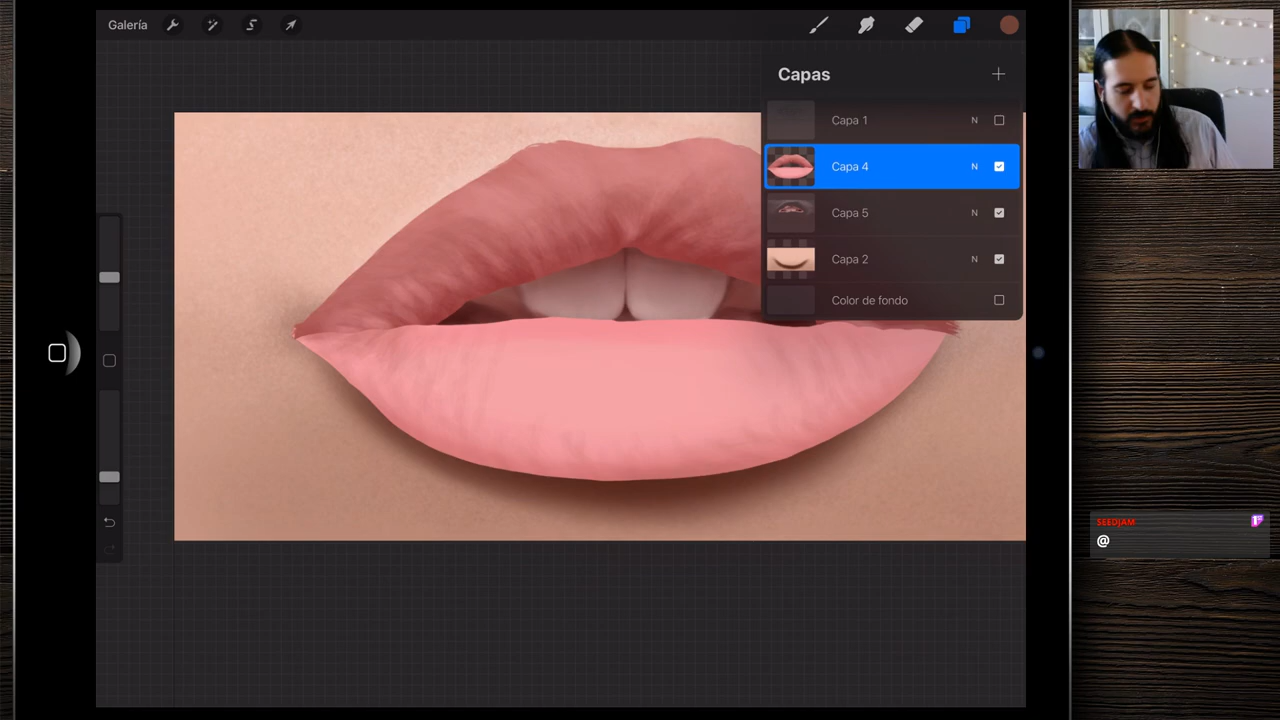 Galería
Capas
Capa 1
N
Capa 4
N
Capa 5
N
Capa 2
N
Color de fondo
SEEDJAM
@